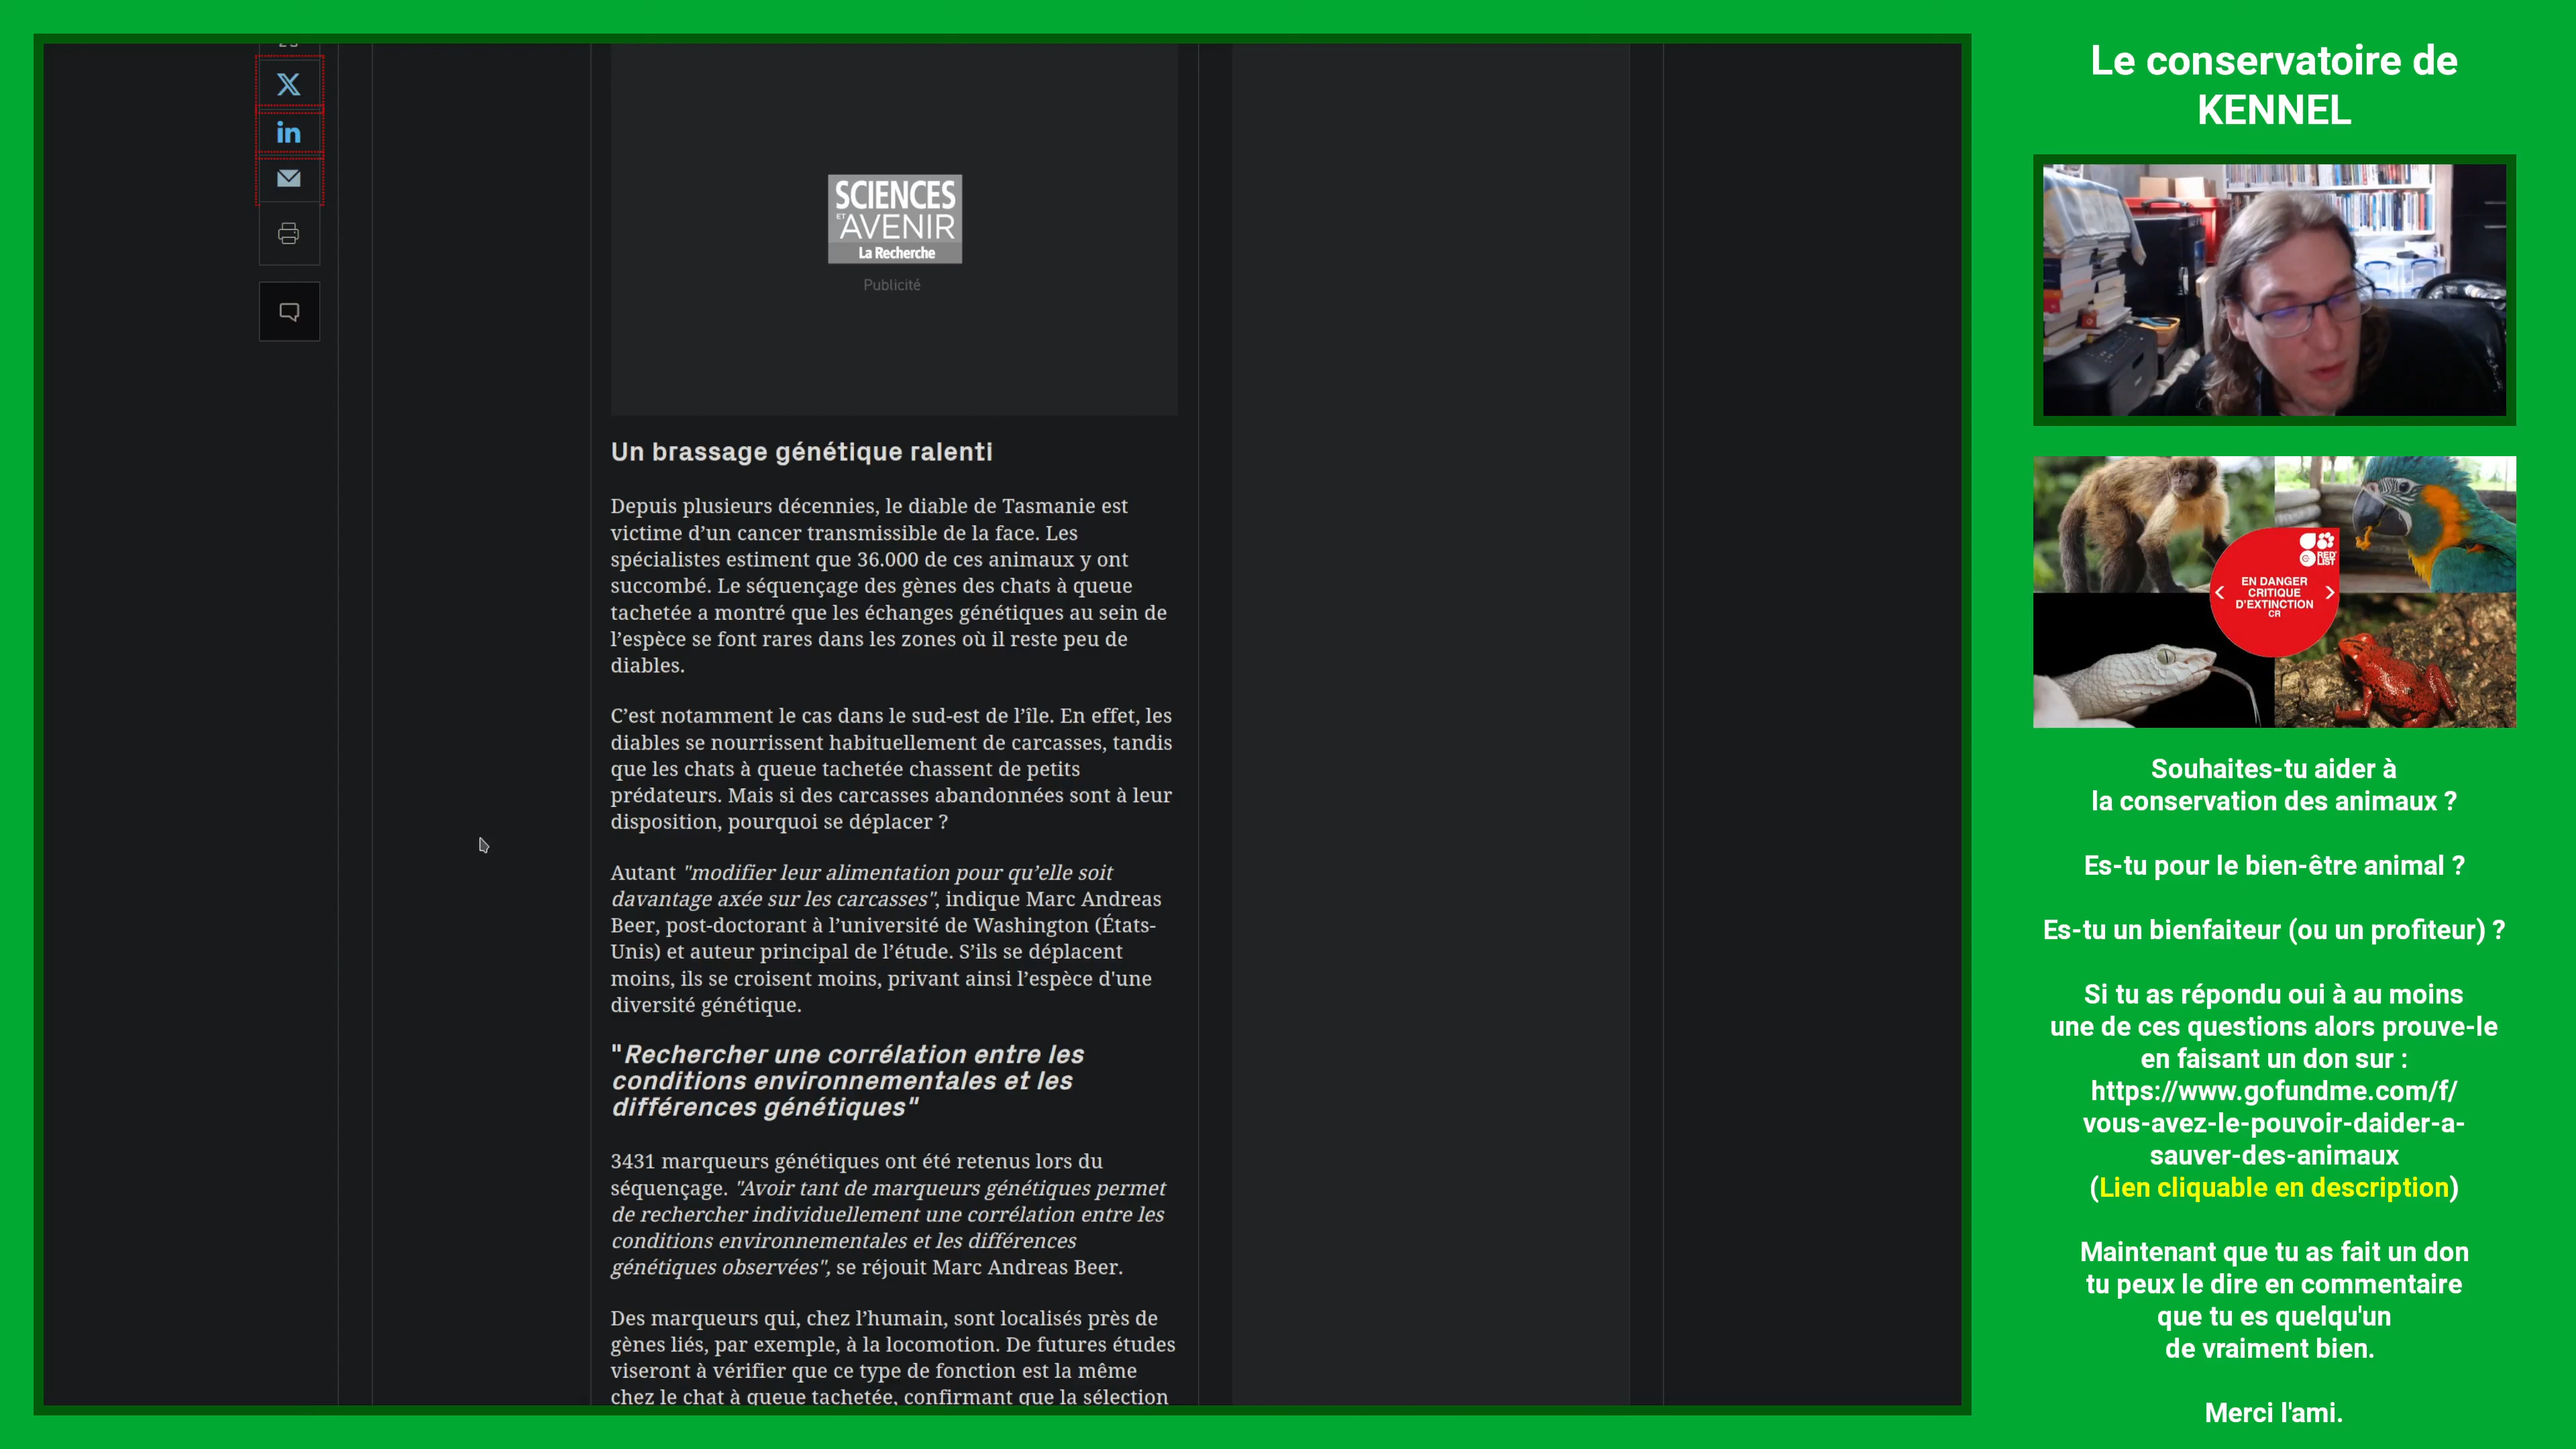 SCIENCES
ET AVENIR
La Recherche
Publicité
Un brassage génétique ralenti
Depuis plusieurs décennies, le diable de Tasmanie est
victime d’un cancer transmissible de la face. Les
spécialistes estiment que 36.000 de ces animaux y ont
succombé. Le séquençage des gènes des chats à queue
tachetée a montré que les échanges génétiques au sein de
l’espèce se font rares dans les zones où il reste peu de
diables.
C’est notamment le cas dans le sud-est de l’île. En effet, les
diables se nourrissent habituellement de carcasses, tandis
que les chats à queue tachetée chassent de petits
prédateurs. Mais si des carcasses abandonnées sont à leur
disposition, pourquoi se déplacer ?
Autant "modifier leur alimentation pour qu’elle soit
davantage axée sur les carcasses", indique Marc Andreas
Beer, post-doctorant à l’université de Washington (États-
Unis) et auteur principal de l’étude. S’ils se déplacent
moins, ils se croisent moins, privant ainsi l’espèce d'une
diversité génétique.
"Rechercher une corrélation entre les
conditions environnementales et les
différences génétiques"
3431 marqueurs génétiques ont été retenus lors du
séquençage. "Avoir tant de marqueurs génétiques permet
de rechercher individuellement une corrélation entre les
conditions environnementales et les différences
génétiques observées", se réjouit Marc Andreas Beer.
Des marqueurs qui, chez l’humain, sont localisés près de
gènes liés, par exemple, à la locomotion. De futures études
viseront à vérifier que ce type de fonction est la même
chez le chat à queue tachetée, confirmant que la sélection
Le conservatoire de
KENNEL
RED
LIST
EN DANGER
CRITIQUE
D'EXTINCTION
CR
Souhaites-tu aider à
la conservation des animaux ?
Es-tu pour le bien-être animal ?
Es-tu un bienfaiteur (ou un profiteur) ?
Si tu as répondu oui à au moins
une de ces questions alors prouve-le
en faisant un don sur :
https://www.gofundme.com/f/
vous-avez-le-pouvoir-daider-a-
sauver-des-animaux
(Lien cliquable en description)
Maintenant que tu as fait un don
tu peux le dire en commentaire
que tu es quelqu'un
de vraiment bien.
Merci l'ami.